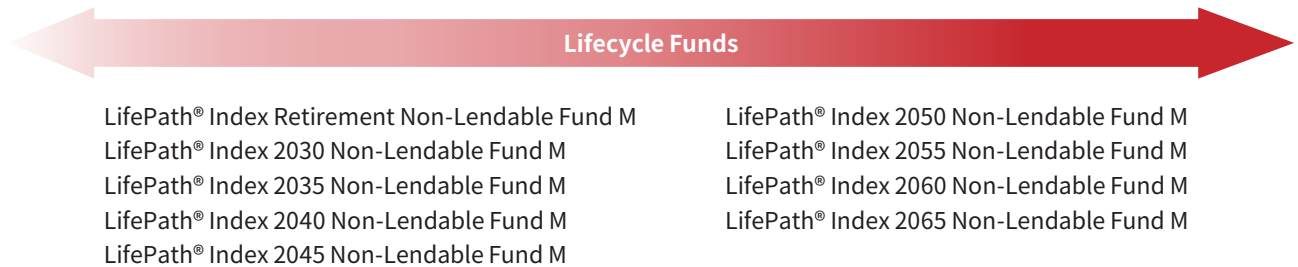 Lifecycle Funds
LifePath® Index Retirement Non-Lendable Fund M
LifePath® Index 2030 Non-Lendable Fund M
LifePath® Index 2035 Non-Lendable Fund M
LifePath® Index 2040 Non-Lendable Fund M
LifePath® Index 2045 Non-Lendable Fund M
LifePath® Index 2050 Non-Lendable Fund M
LifePath® Index 2055 Non-Lendable Fund M
LifePath® Index 2060 Non-Lendable Fund M
LifePath® Index 2065 Non-Lendable Fund M